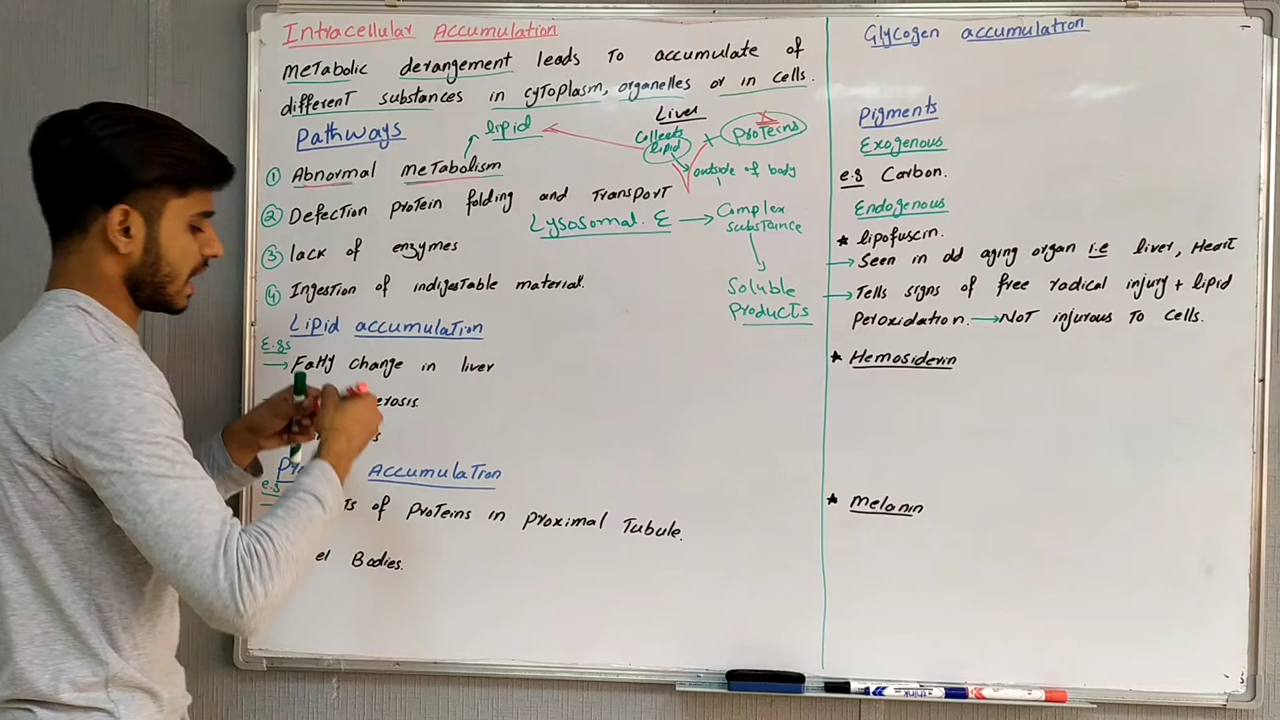 Intracellular Accumulation
Metabolic derangement leads to accumulate of
different substances in cytoplasm, organelles or in cells.
Pathways
lipid
Liver
Collects
lipid
+
x
Proteins
outside of body
① Abnormal metabolism
② Defection protein folding and Transport
Lysosomal. E → Complex
substaince
Soluble
Products
③ lack of enzymes
④ Ingestion of indigestable material.
Lipid accumulation
E.gs
→ Fatty change in liver
erosis.
s
Accumulation
e.g
ts of Proteins in proximal Tubule.
el Bodies.
Glycogen accumulation
Pigments
Exogenous
e.g Carbon.
Endogenous
* lipofuscin.
→ Seen in old aging organ i.e liver, Heart
→ Tells signs of free radical injury + lipid
Peroxidation. → Not injurous To cells.
* Hemosiderin
* Melanin
think